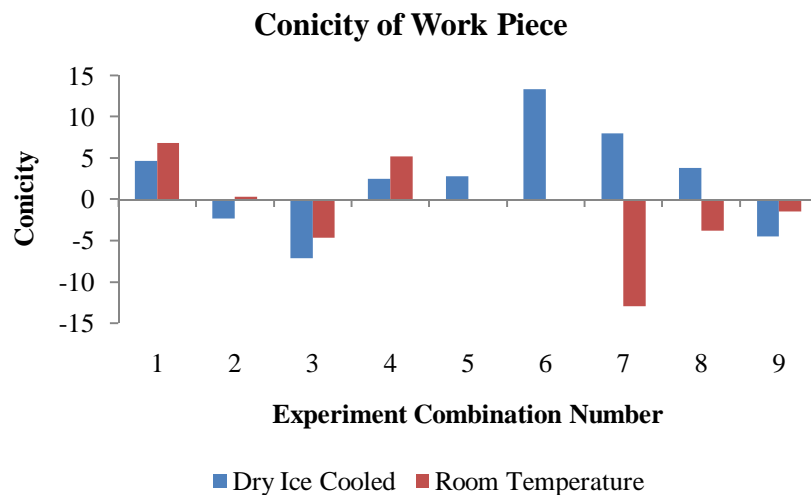 Conicity of Work Piece
15
10
5
0
-5
-10
-15
Conicity
1 2 3 4 5 6 7 8 9
Experiment Combination Number
Dry Ice Cooled Room Temperature